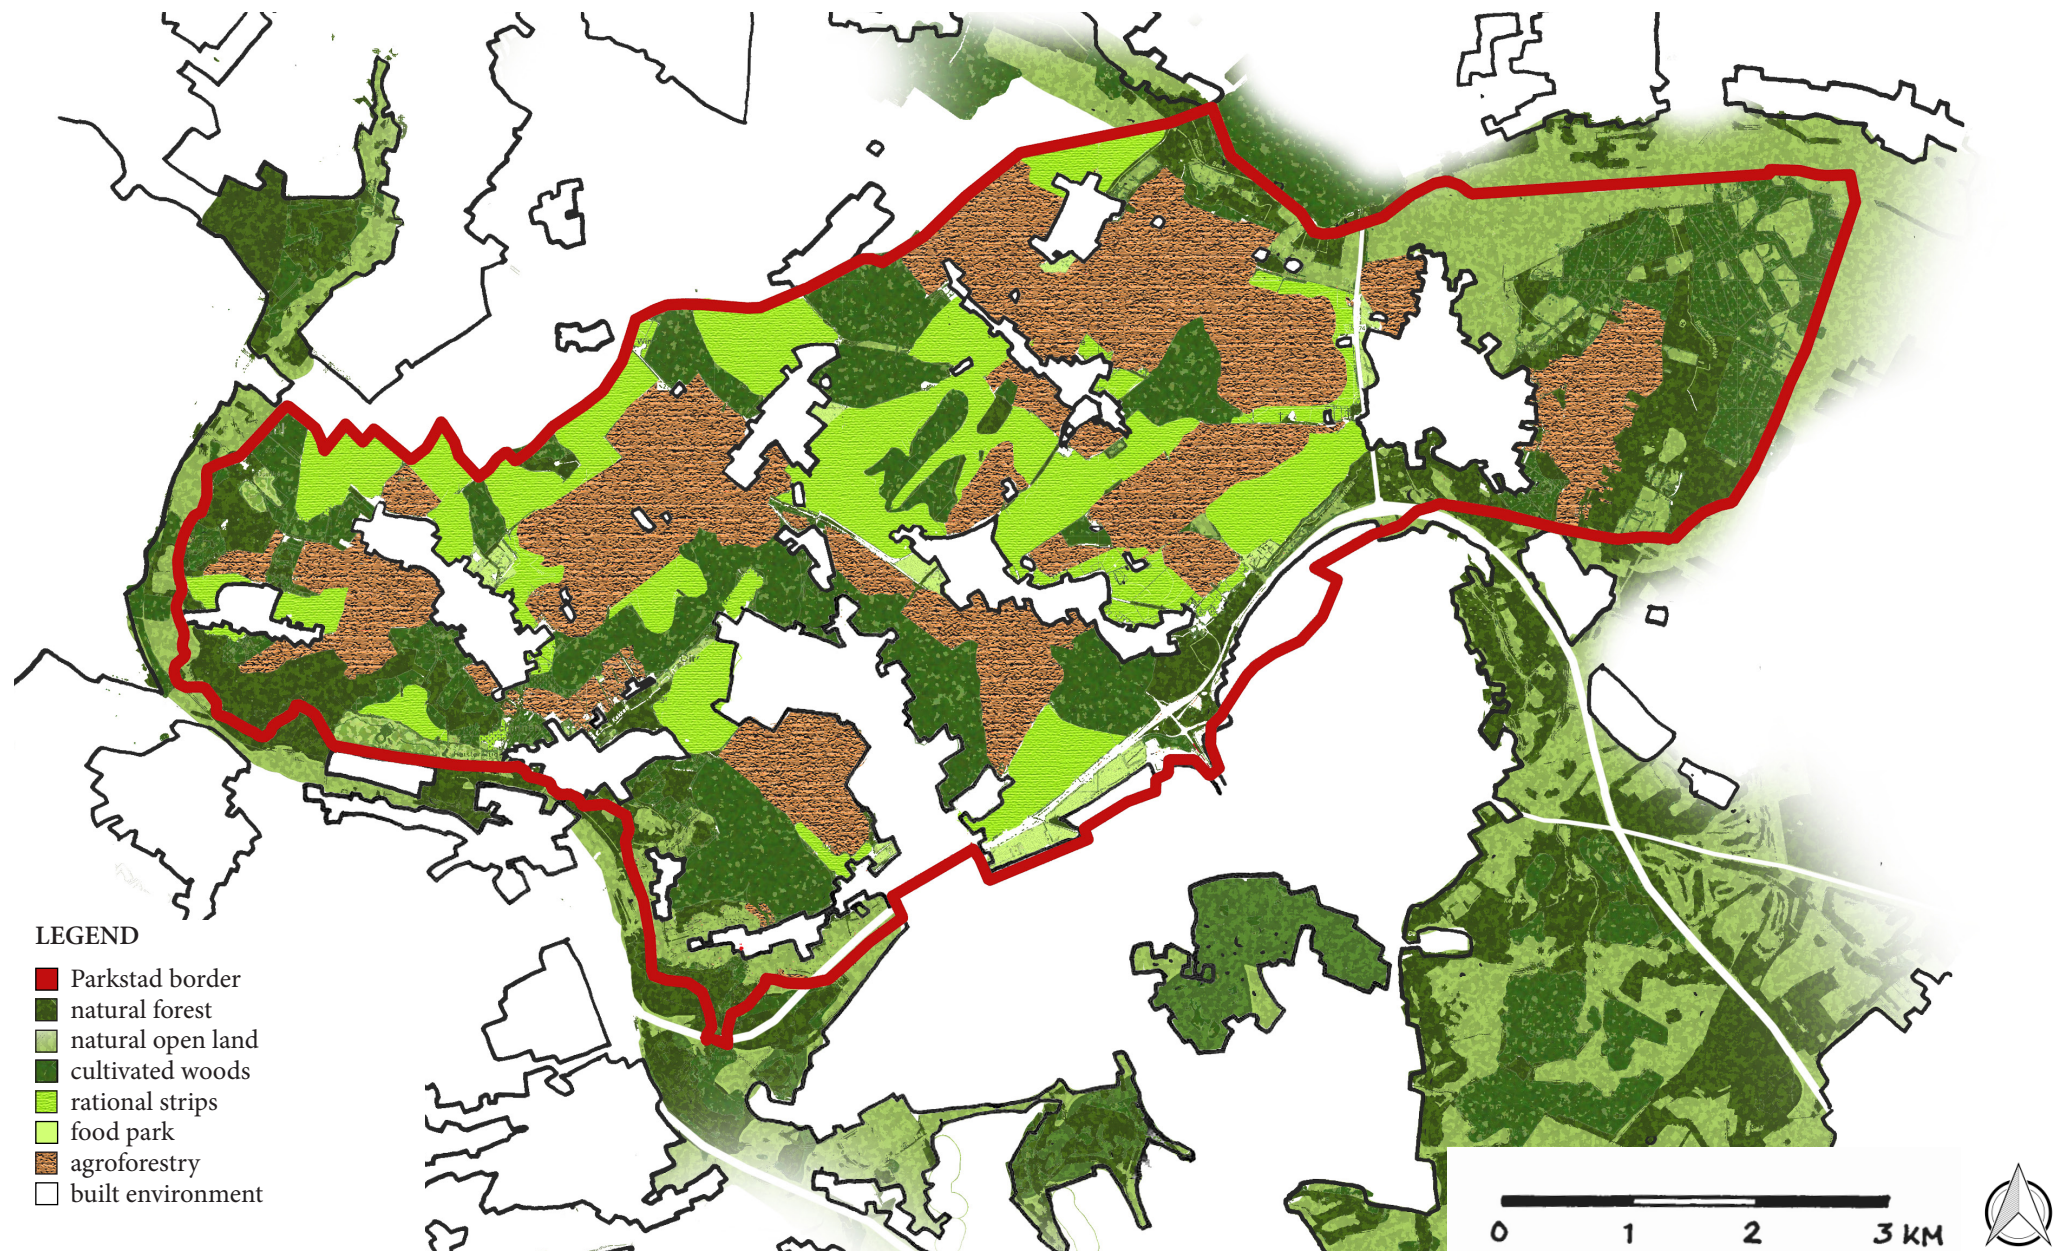 LEGEND
Parkstad border
natural forest
natural open land
cultivated woods
rational strips
food park
agroforestry
built environment
0 1 2 3 KM